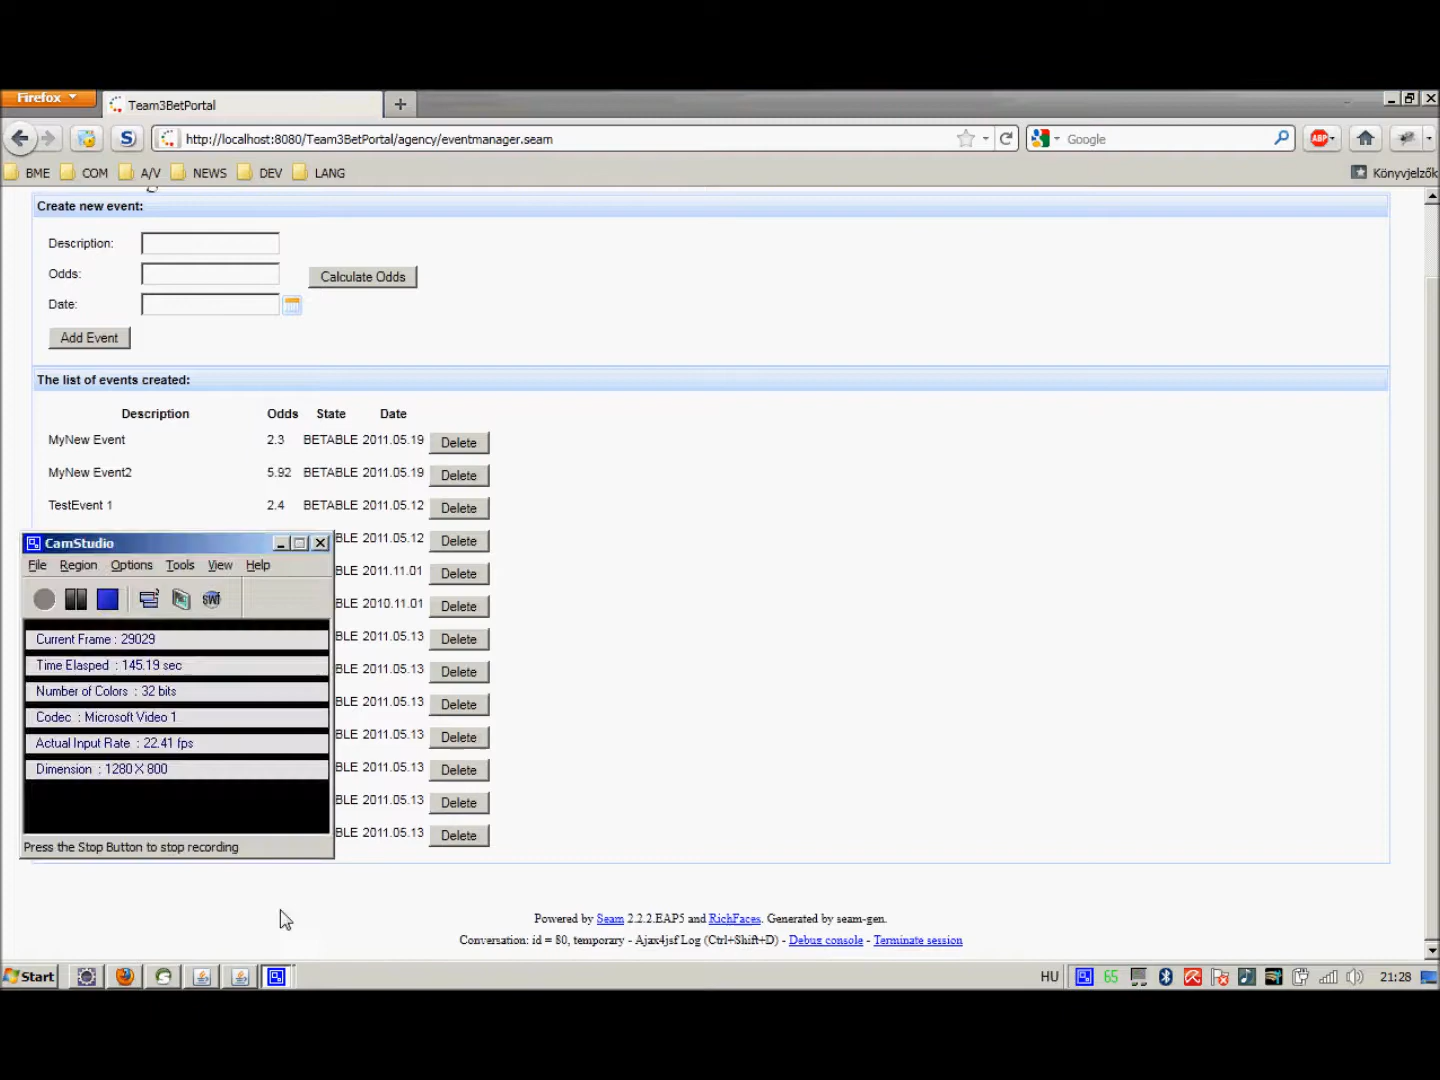 Firefox
Team3BetPortal
http://localhost:8080/Team3BetPortal/agency/eventmanager.seam
Google
ABP
BME COM A/V NEWS DEV LANG
Könyvjelzők
Create new event:
Description:
Odds:
Calculate Odds
Date:
Add Event
The list of events created:
Description Odds State Date
MyNew Event 2.3 BETABLE 2011.05.19 Delete
MyNew Event2 5.92 BETABLE 2011.05.19 Delete
TestEvent 1 2.4 BETABLE 2011.05.12 Delete
BLE 2011.05.12 Delete
BLE 2011.11.01 Delete
BLE 2010.11.01 Delete
BLE 2011.05.13 Delete
BLE 2011.05.13 Delete
BLE 2011.05.13 Delete
BLE 2011.05.13 Delete
BLE 2011.05.13 Delete
BLE 2011.05.13 Delete
BLE 2011.05.13 Delete
CamStudio
File Region Options Tools View Help
SWF
Current Frame : 29029
Time Elasped : 145.19 sec
Number of Colors : 32 bits
Codec : Microsoft Video 1
Actual Input Rate : 22.41 fps
Dimension : 1280 X 800
Press the Stop Button to stop recording
Powered by Seam 2.2.2.EAP5 and RichFaces. Generated by seam-gen.
Conversation: id = 80, temporary - Ajax4jsf Log (Ctrl+Shift+D) - Debug console - Terminate session
Start
HU 65 21:28